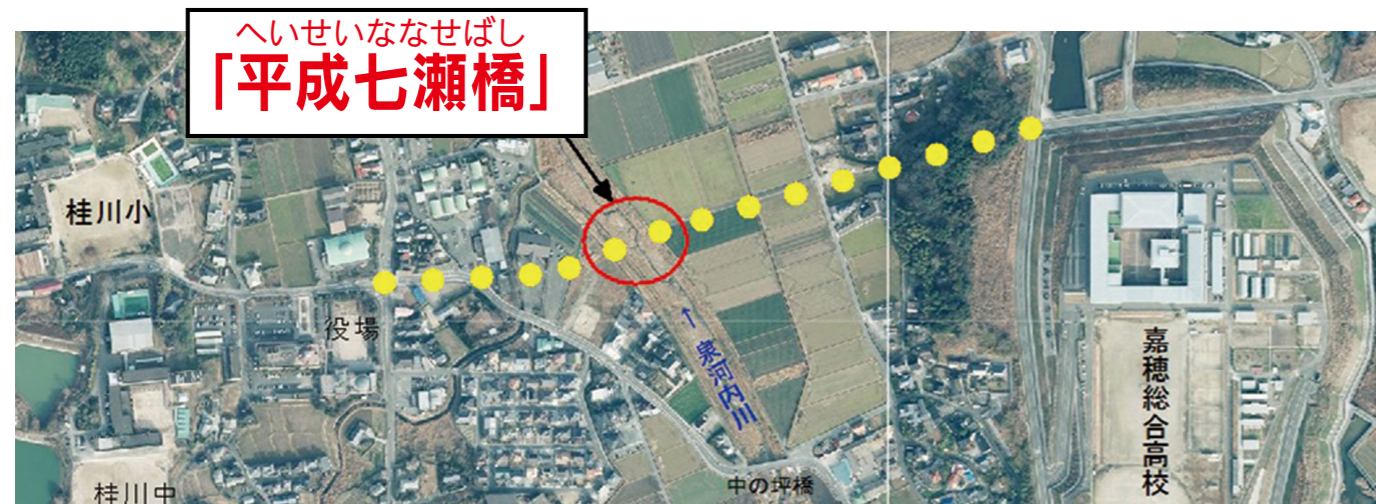 へいせいななせばし
「平成七瀬橋」
桂川小
役場
↑泉河内川
嘉穂総合高校
中の坪橋
桂川中